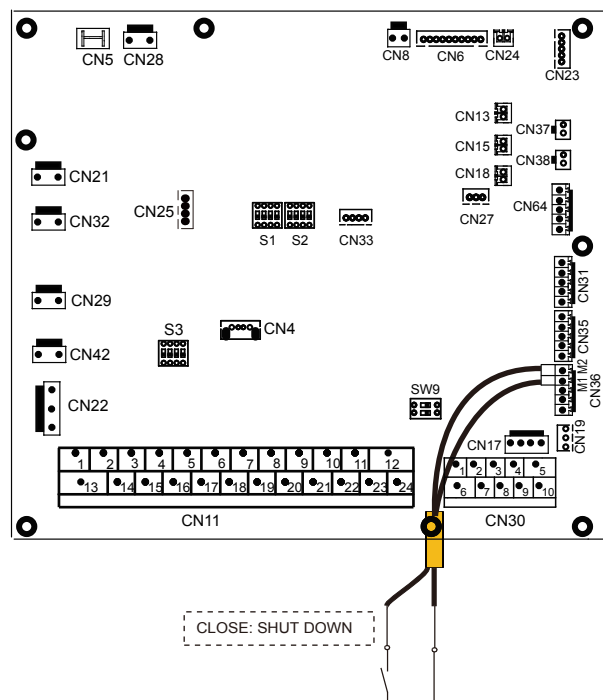 CN5
CN28
CN8
CN6
CN24
CN23
CN13
CN37
CN15
CN38
CN18
CN21
CN25
CN27
CN64
CN32
S1
S2
CN33
CN31
CN29
S3
CN4
CN35
CN42
M1 M2
CN36
SW9
CN22
CN17
CN19
1 2 3 4 5 6 7 8 9 10 11 12
13 14 15 16 17 18 19 20 21 22 23 24
CN11
1 2 3 4 5
6 7 8 9 10
CN30
CLOSE: SHUT DOWN